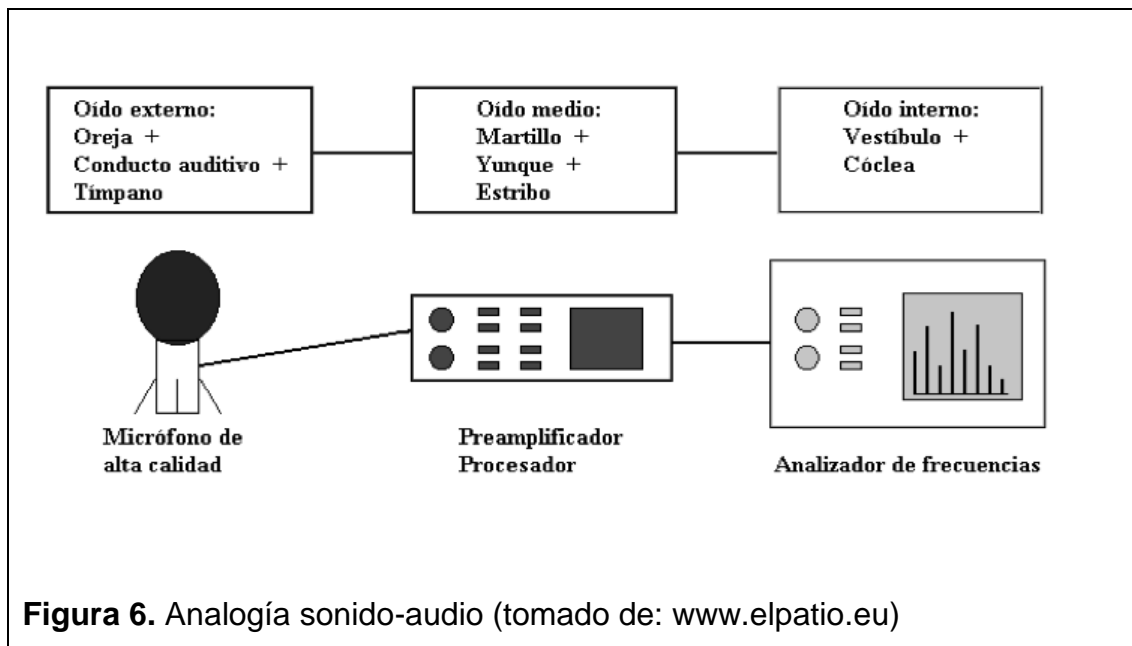 Oído externo:
Oreja +
Conducto auditivo +
Tímpano
Oído medio:
Martillo +
Yunque +
Estribo
Oído interno:
Vestíbulo +
Cóclea
Micrófono de
alta calidad
Preamplificador
Procesador
Analizador de frecuencias
Figura 6. Analogía sonido-audio (tomado de: www.elpatio.eu)